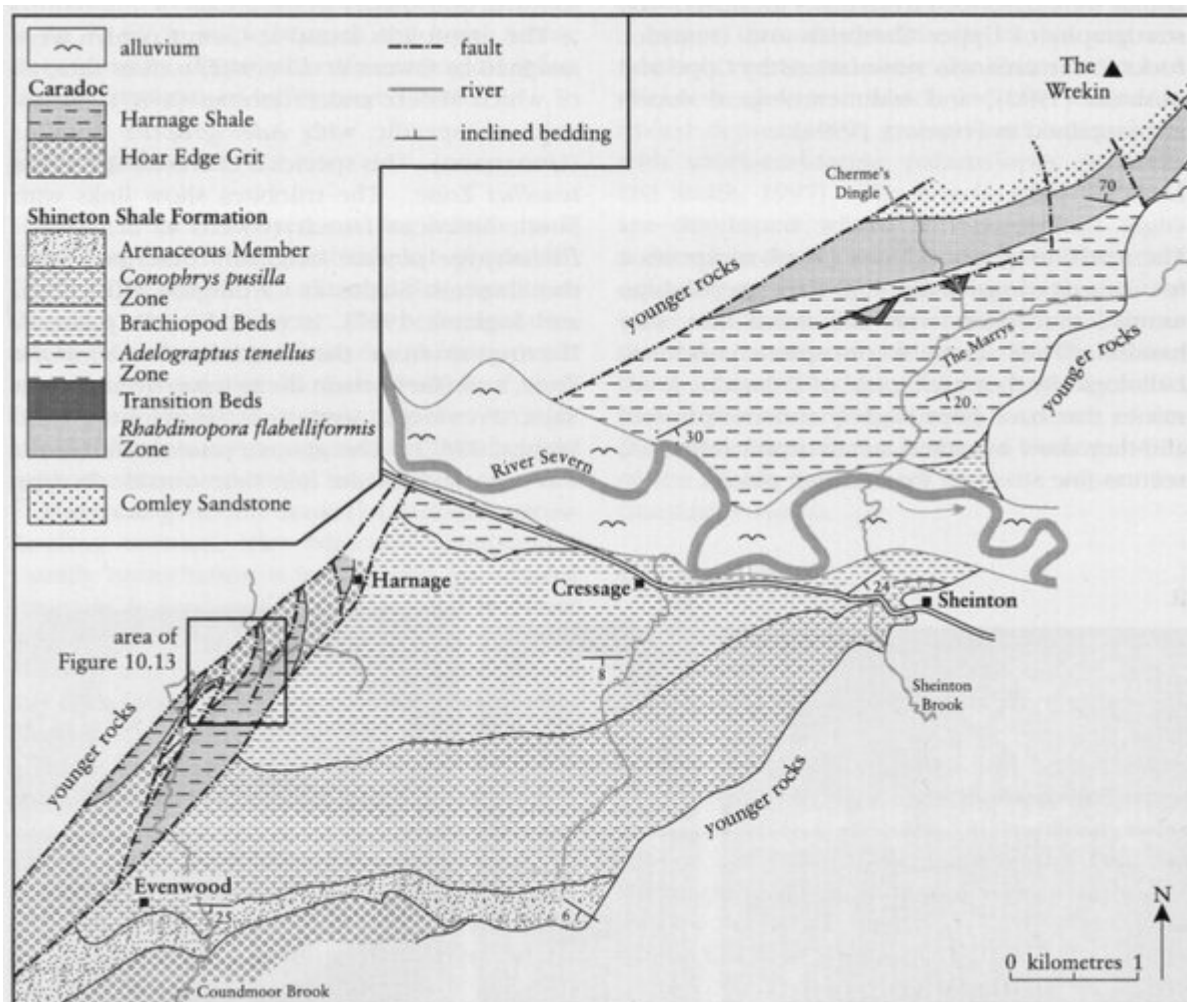 alluvium
Caradoc
Harnage Shale
Hoar Edge Grit
Shineton Shale Formation
Arenaceous Member
Conophrys pusilla
Zone
Brachiopod Beds
Adelograptus tenellus
Zone
Transition Beds
Rhabdinopora flabelliformis
Zone
Comley Sandstone
fault
river
inclined bedding
The
Wrekin
Cherme's
Dingle
70
younger rocks
The Marrys
younger rocks
20
30
River Severn
Harnage
Cressage
24
Sheinton
area of
Figure 10.13
8
Sheinton
Brook
younger rocks
younger rocks
Evenwood
25
6
N
0 kilometres 1
Coundmoor Brook